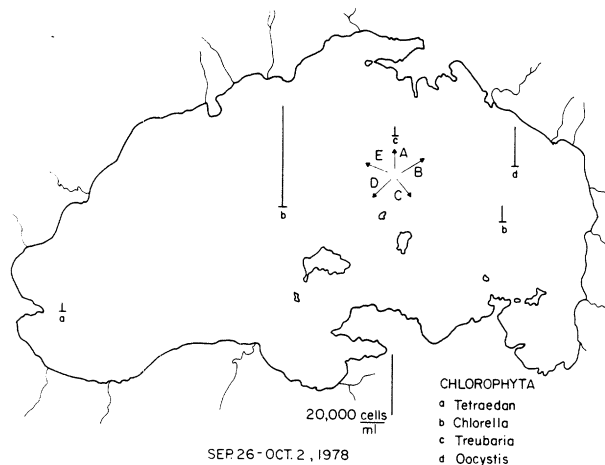 c
A
E
B
D
C
d
b
b
a
20,000 cells
ml
CHLOROPHYTA
a Tetraedan
b Chlorella
c Treubaria
d Oocystis
SEP. 26-OCT. 2, 1978